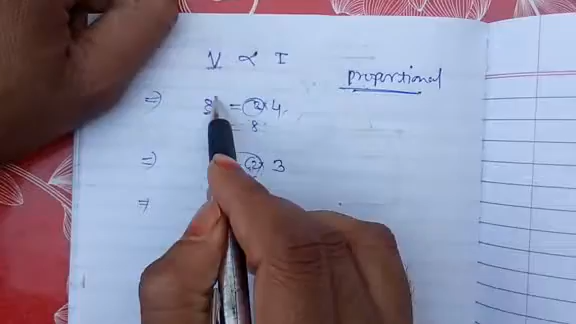 V ∝ I
proportional
⇒ 8 = 2 × 4
= 8
⇒ 2 × 3
⇒